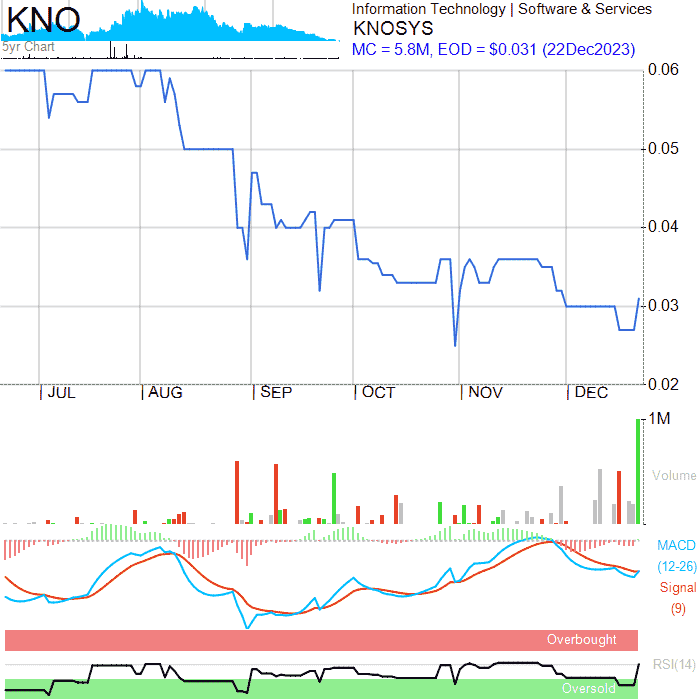 KNO
Information Technology | Software & Services
KNOSYS
5yr Chart
MC = 5.8M, EOD = $0.031 (22Dec2023)
0.06
0.05
0.04
0.03
0.02
JUL AUG SEP OCT NOV DEC
1M
Volume
MACD
(12-26)
Signal
(9)
Overbought
RSI(14)
Oversold